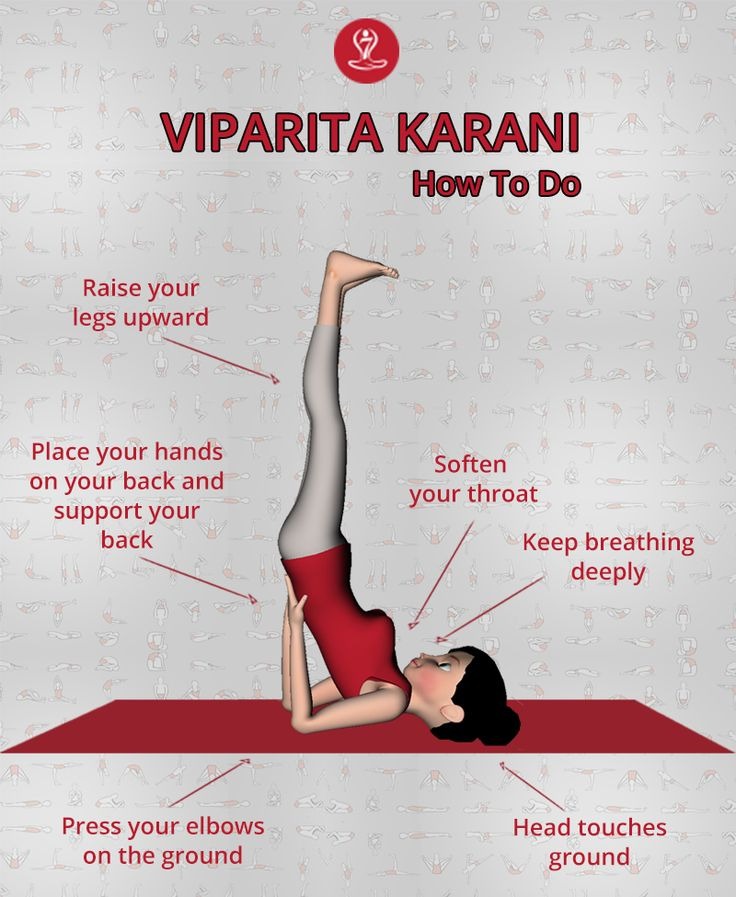 VIPARITA KARANI
How To Do
Raise your
legs upward
Place your hands
on your back and
support your
back
Soften
your throat
Keep breathing
deeply
Press your elbows
on the ground
Head touches
ground